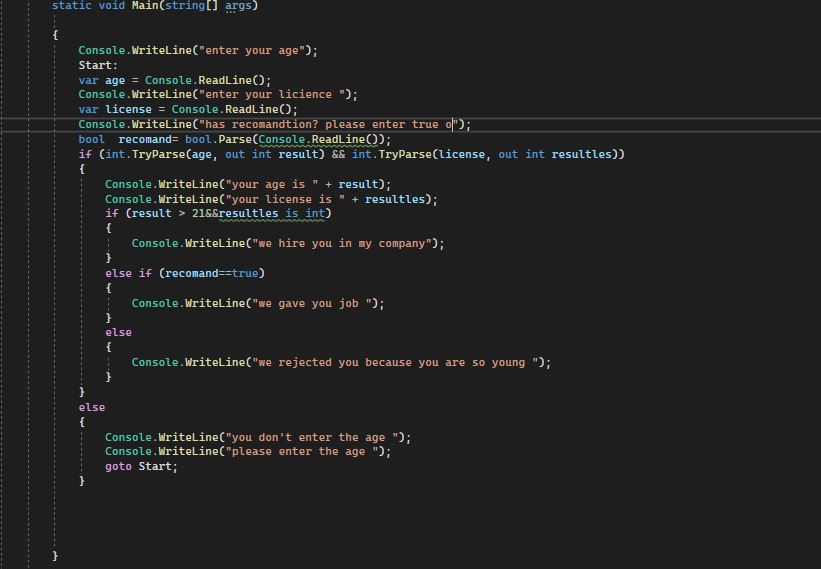 static void Main(string[] args)
{
Console.WriteLine("enter your age");
Start:
var age = Console.ReadLine();
Console.WriteLine("enter your licience ");
var license = Console.ReadLine();
Console.WriteLine("has recomandtion? please enter true o");
bool  recomand= bool.Parse(Console.ReadLine());
if (int.TryParse(age, out int result) && int.TryParse(license, out int resultles))
{
Console.WriteLine("your age is " + result);
Console.WriteLine("your license is " + resultles);
if (result > 21&&resultles is int)
{
Console.WriteLine("we hire you in my company");
}
else if (recomand==true)
{
Console.WriteLine("we gave you job ");
}
else
{
Console.WriteLine("we rejected you because you are so young ");
}
}
else
{
Console.WriteLine("you don't enter the age ");
Console.WriteLine("please enter the age ");
goto Start;
}
}